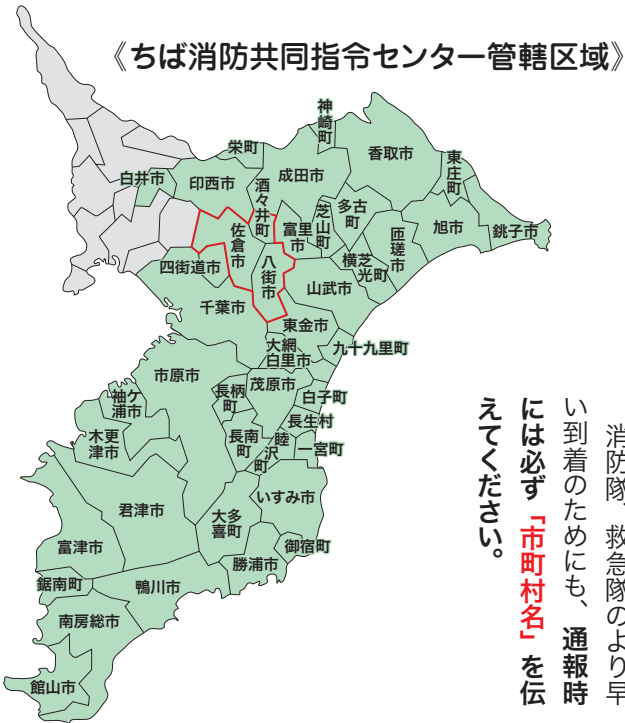 《ちば消防共同指令センター管轄区域》
神崎町
栄町
香取市
成田市
東庄町
白井市
印西市
酒々井町
多古町
芝山町
富里市
佐倉市
旭市
銚子市
匝瑳市
横芝光町
四街道市
八街市
山武市
千葉市
東金市
大網白里市
九十九里町
市原市
長柄町
茂原市
白子町
袖ケ浦市
長生村
木更津市
長南町
睦沢町
一宮町
いすみ市
君津市
大多喜町
富津市
御宿町
勝浦市
鋸南町
鴨川市
南房総市
館山市
消防隊、救急隊のより早
い到着のためにも、通報時
には必ず「市町村名」を伝
えてください。